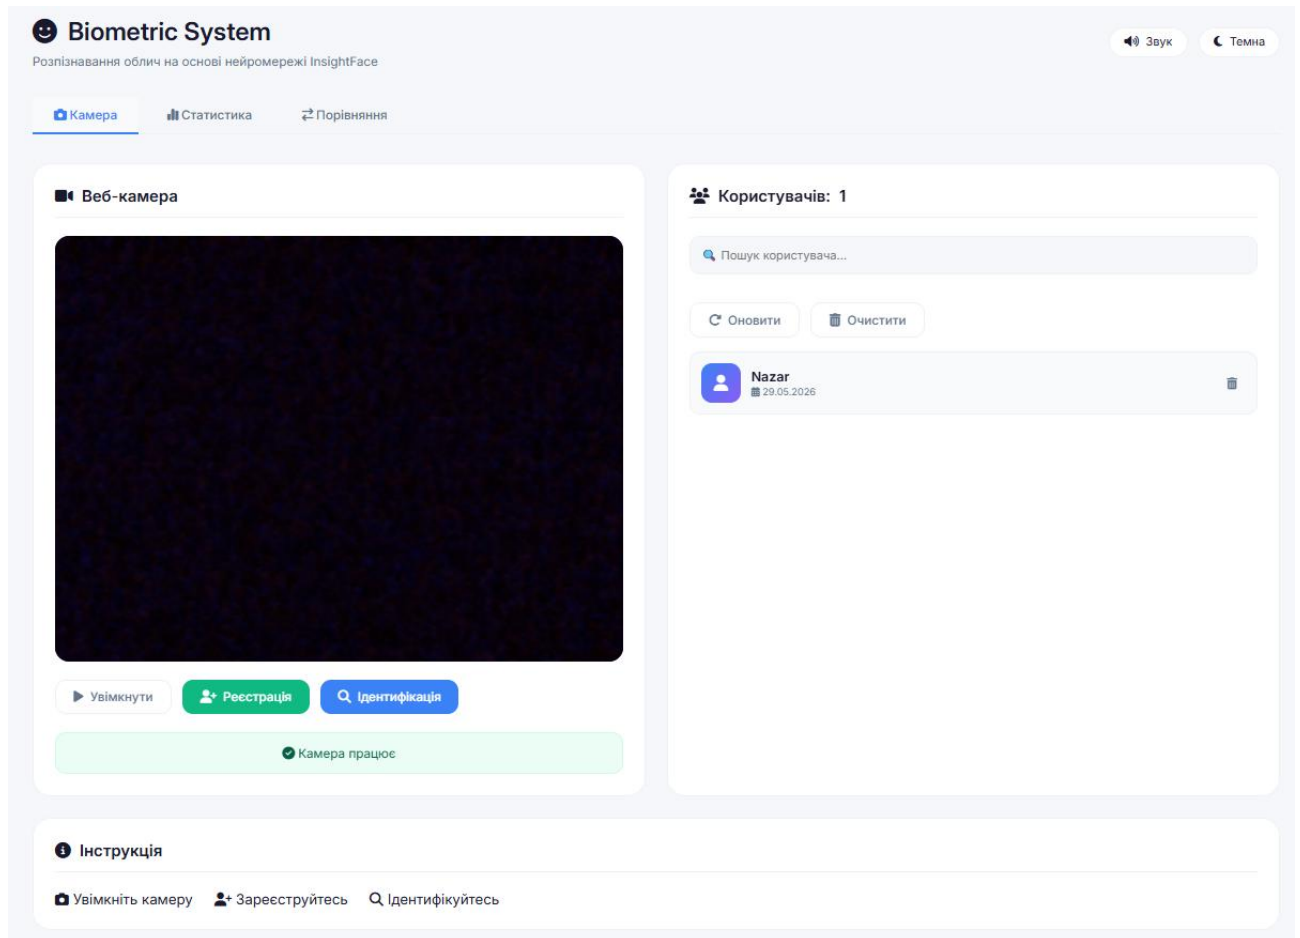 Biometric System
Розпізнавання облич на основі нейромережі InsightFace
Звук
Темна
Камера
Статистика
Порівняння
Веб-камера
Увімкнути
Реєстрація
Ідентифікація
Камера працює
Користувачів: 1
Пошук користувача...
Оновити
Очистити
Nazar
29.05.2026
Інструкція
Увімкніть камеру Зареєструйтесь Ідентифікуйтесь